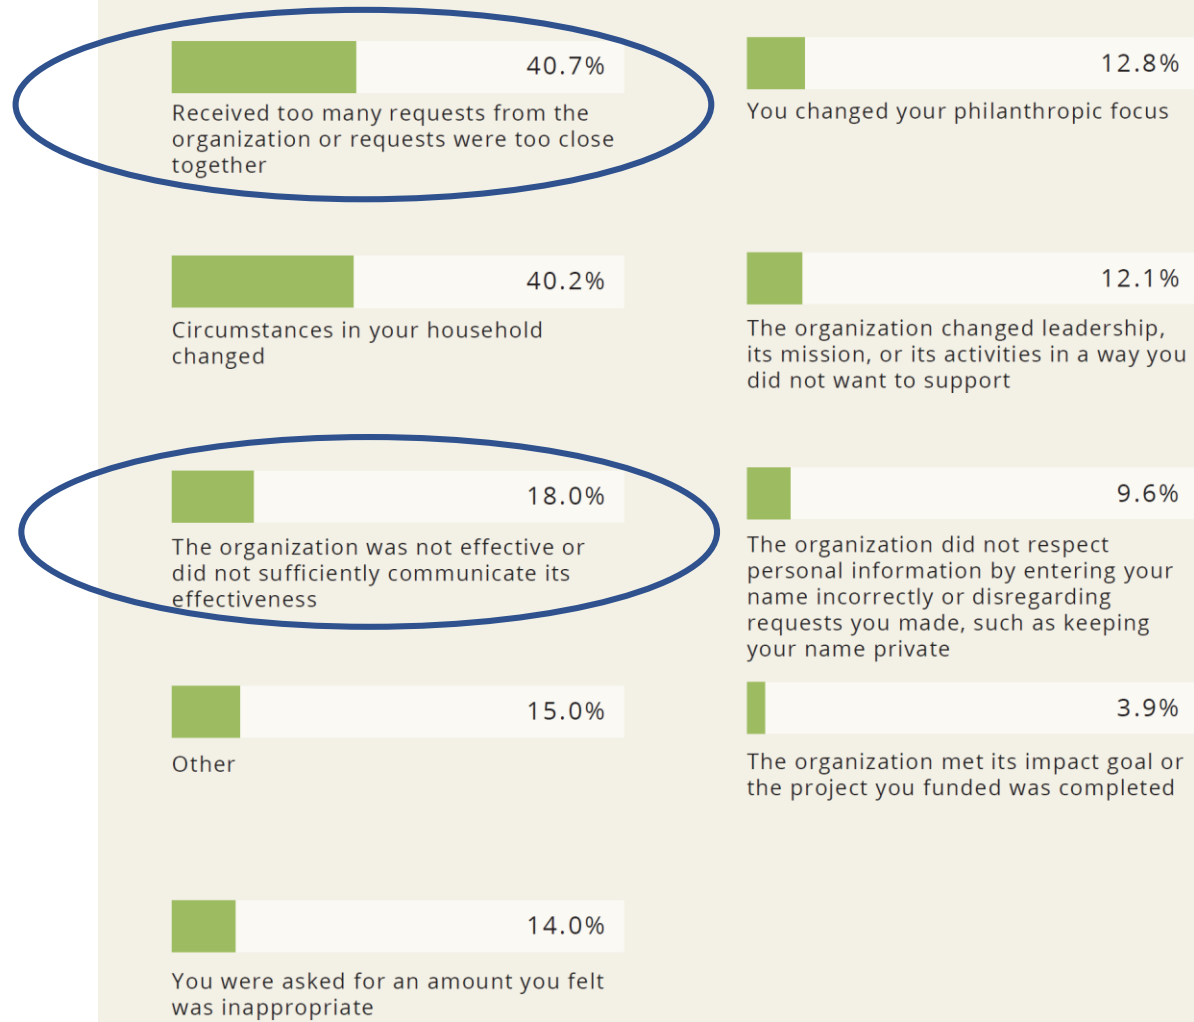 40.7%
Received too many requests from the
organization or requests were too close
together
40.2%
Circumstances in your household
changed
18.0%
The organization was not effective or
did not sufficiently communicate its
effectiveness
15.0%
Other
14.0%
You were asked for an amount you felt
was inappropriate
12.8%
You changed your philanthropic focus
12.1%
The organization changed leadership,
its mission, or its activities in a way you
did not want to support
9.6%
The organization did not respect
personal information by entering your
name incorrectly or disregarding
requests you made, such as keeping
your name private
3.9%
The organization met its impact goal or
the project you funded was completed